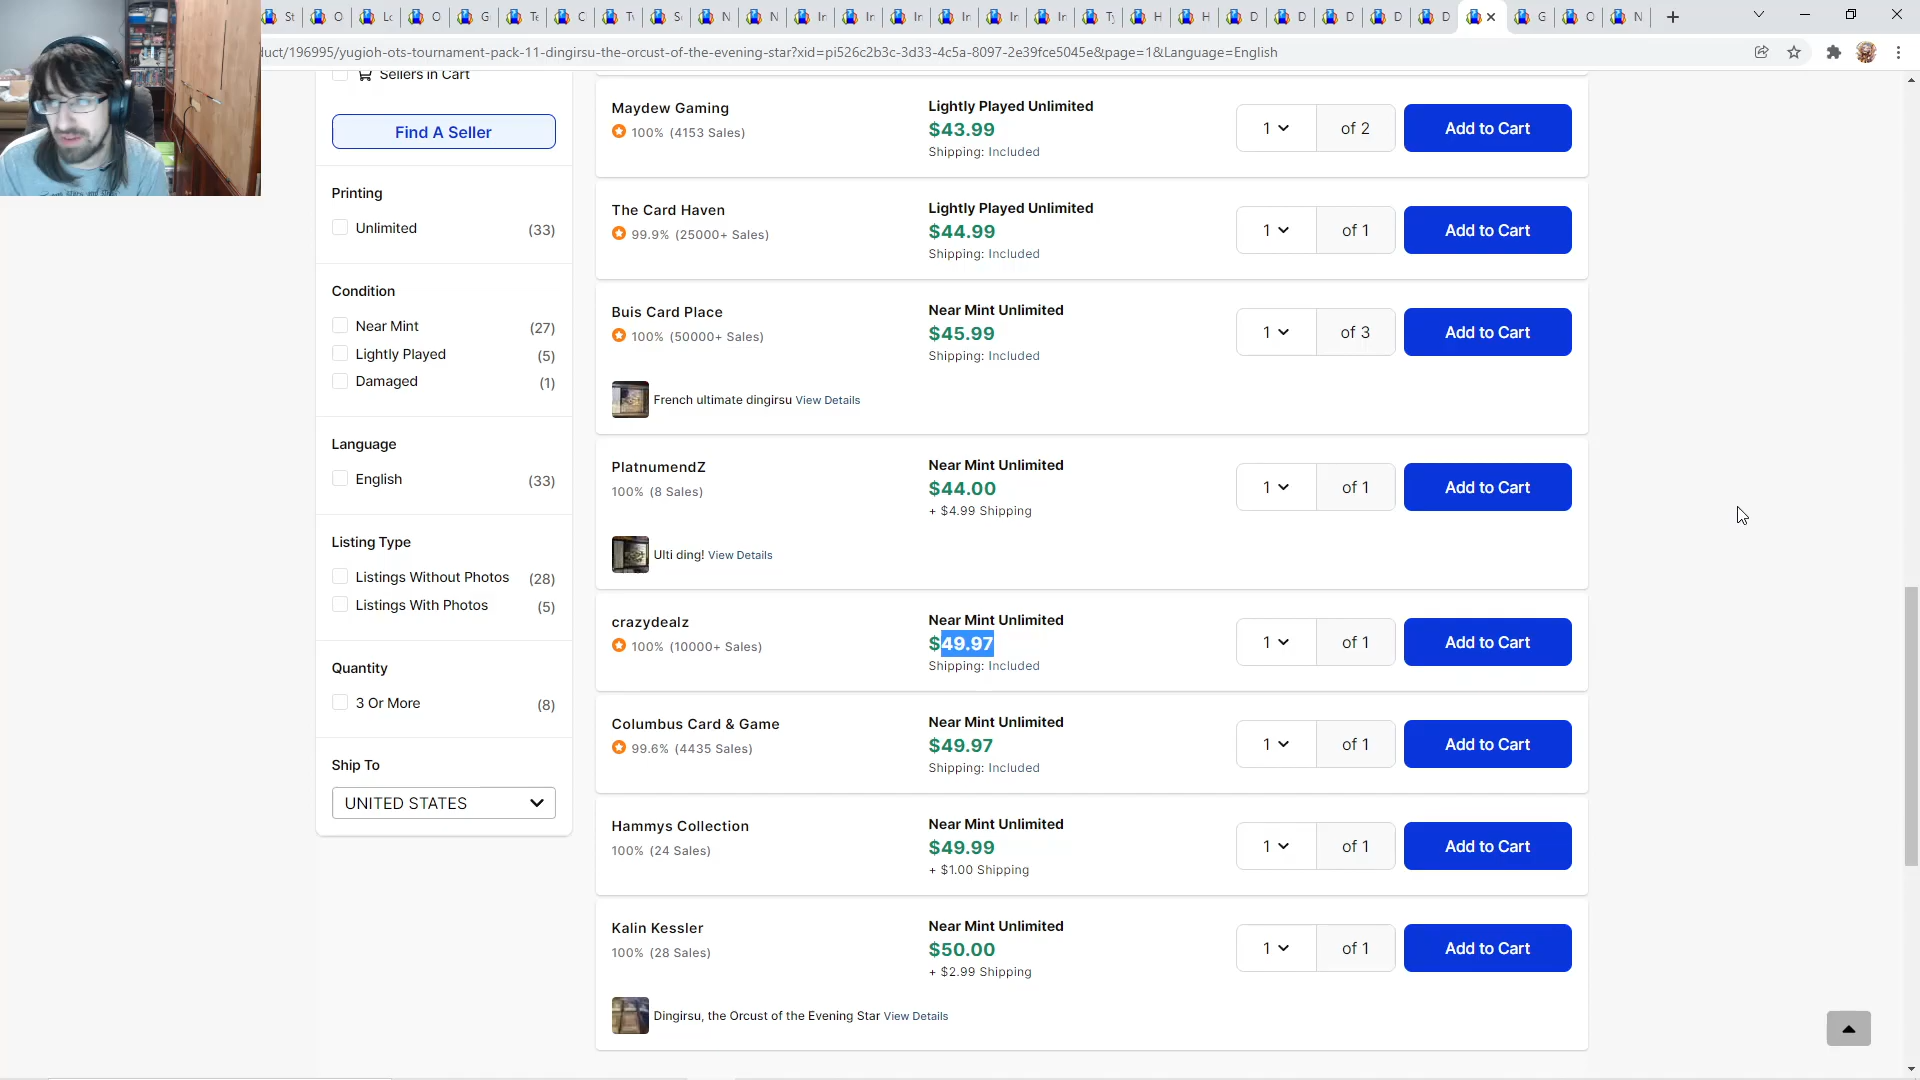 duct/196995/yugioh-ots-tournament-pack-11-dingirsu-the-orcust-of-the-evening-star?xid=pi526c2b3c-3d33-4c5a-8097-2e39fce5045e&page=1&Language=English
Sellers in Cart
Find A Seller
Printing
Unlimited (33)
Condition
Near Mint (27)
Lightly Played (5)
Damaged (1)
Language
English (33)
Listing Type
Listings Without Photos (28)
Listings With Photos (5)
Quantity
3 Or More (8)
Ship To
UNITED STATES
Maydew Gaming
100% (4153 Sales)
Lightly Played Unlimited
$43.99
Shipping: Included
1 of 2 Add to Cart
The Card Haven
99.9% (25000+ Sales)
Lightly Played Unlimited
$44.99
Shipping: Included
1 of 1 Add to Cart
Buis Card Place
100% (50000+ Sales)
Near Mint Unlimited
$45.99
Shipping: Included
1 of 3 Add to Cart
French ultimate dingirsu View Details
PlatnumendZ
100% (8 Sales)
Near Mint Unlimited
$44.00
+ $4.99 Shipping
1 of 1 Add to Cart
Ulti ding! View Details
crazydealz
100% (10000+ Sales)
Near Mint Unlimited
$49.97
Shipping: Included
1 of 1 Add to Cart
Columbus Card & Game
99.6% (4435 Sales)
Near Mint Unlimited
$49.97
Shipping: Included
1 of 1 Add to Cart
Hammys Collection
100% (24 Sales)
Near Mint Unlimited
$49.99
+ $1.00 Shipping
1 of 1 Add to Cart
Kalin Kessler
100% (28 Sales)
Near Mint Unlimited
$50.00
+ $2.99 Shipping
1 of 1 Add to Cart
Dingirsu, the Orcust of the Evening Star View Details